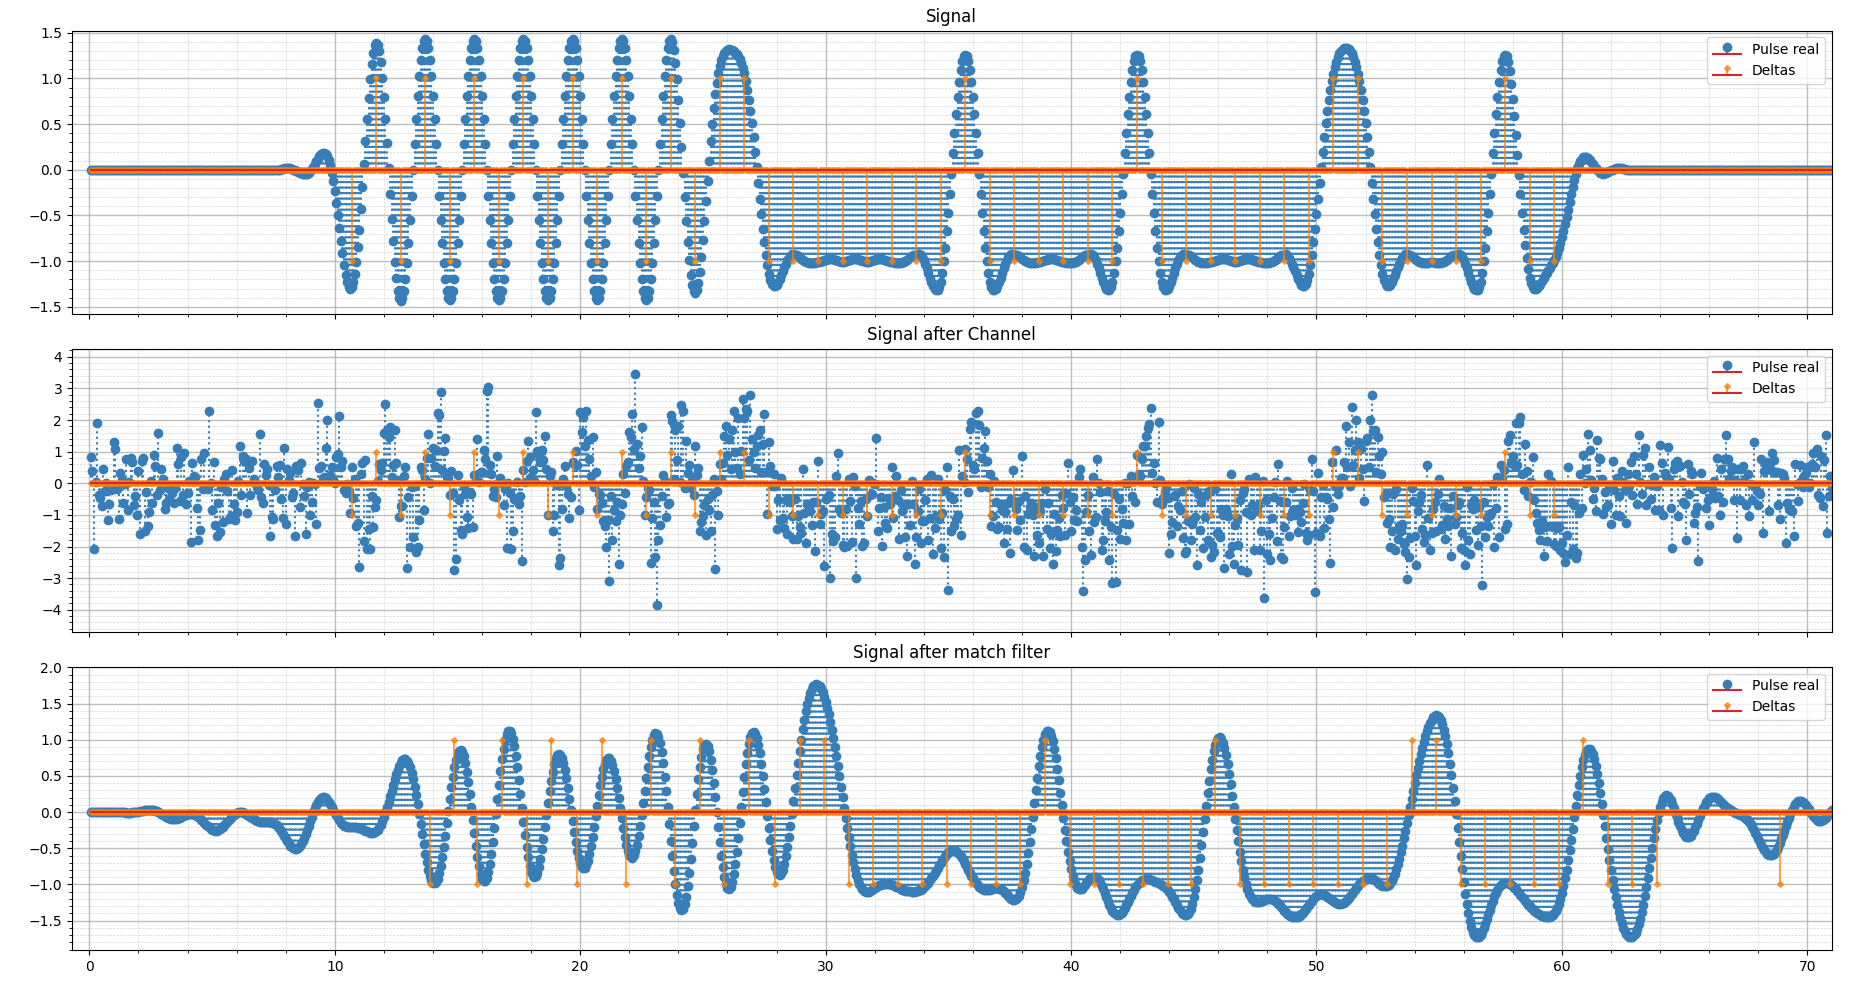 Signal
1.5
1.0
0.5
0.0
−0.5
−1.0
−1.5
Pulse real
Deltas
Signal after Channel
4
3
2
1
0
−1
−2
−3
−4
Pulse real
Deltas
Signal after match filter
2.0
1.5
1.0
0.5
0.0
−0.5
−1.0
−1.5
Pulse real
Deltas
0 10 20 30 40 50 60 70